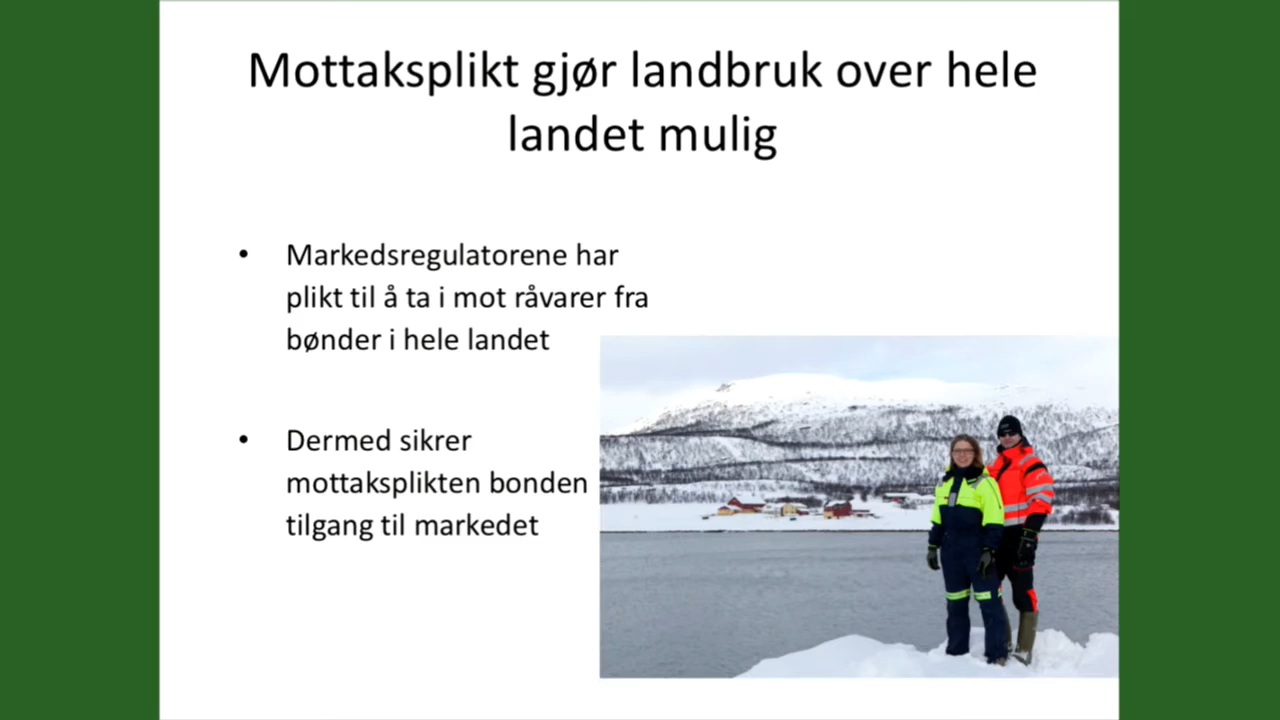 Mottaksplikt gjør landbruk over hele
landet mulig
• Markedsregulatorene har
plikt til å ta i mot råvarer fra
bønder i hele landet
• Dermed sikrer
mottaksplikten bonden
tilgang til markedet